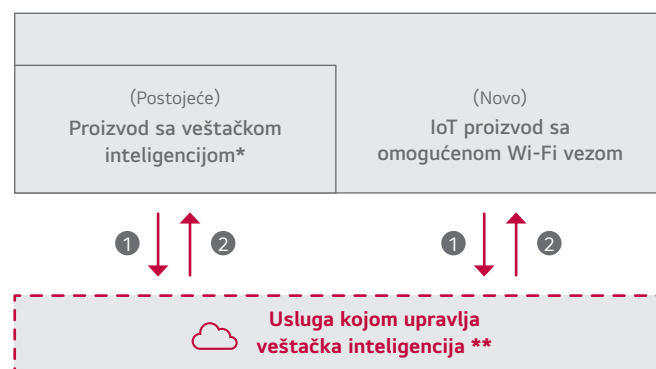 (Postojeće)
Proizvod sa veštačkom
inteligencijom*
(Novo)
IoT proizvod sa
omogućenom Wi-Fi vezom
1
2
1
2
Usluga kojom upravlja
veštačka inteligencija **